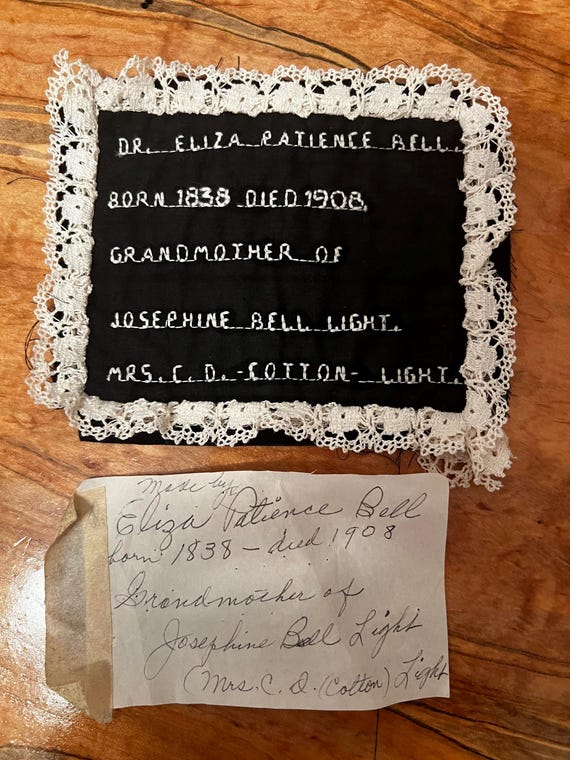 DR. ELIZA PATIENCE BELL.
BORN 1838 DIED 1908.
GRANDMOTHER OF
JOSEPHINE BELL LIGHT.
MRS. C. D. -COTTON- LIGHT.
Made by
Eliza Patience Bell
born 1838 - died 1908
Grandmother of
Josephine Bell Light
(Mrs. C. D. (Cotton) Light